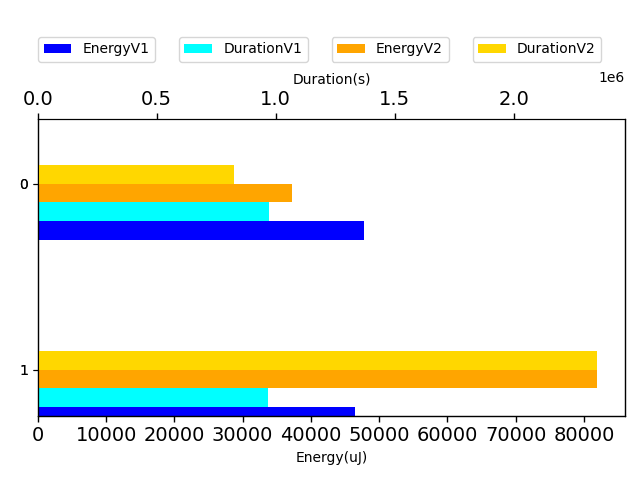 EnergyV1 DurationV1 EnergyV2 DurationV2
Duration(s)
1e6
0.0 0.5 1.0 1.5 2.0
0
1
0 10000 20000 30000 40000 50000 60000 70000 80000
Energy(uJ)